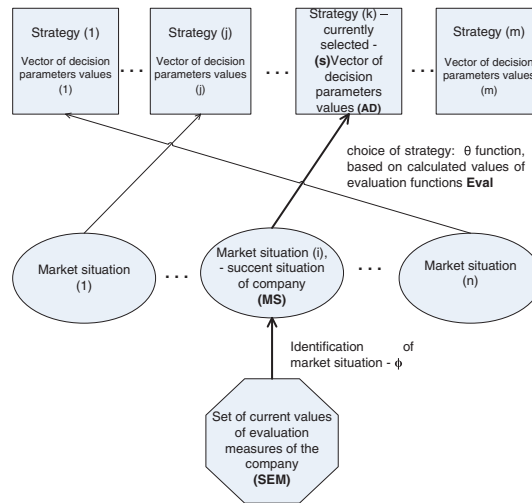 Strategy (1)
Vector of decision
parameters values
(1)
. . .
Strategy (j)
Vector of decision
parameters values
(j)
. . .
Strategy (k) –
currently
selected -
(s)Vector of
decision
parameters
values (AD)
. . .
Strategy (m)
Vector of decision
parameters values
(m)
choice of strategy: θ function,
based on calculated values of
evaluation functions Eval
Market situation
(1)
. . .
Market situation (i),
- succent situation
of company
(MS)
. . .
Market situation
(n)
Identification of
market situation - ϕ
Set of current values
of evaluation
measures of the
company
(SEM)